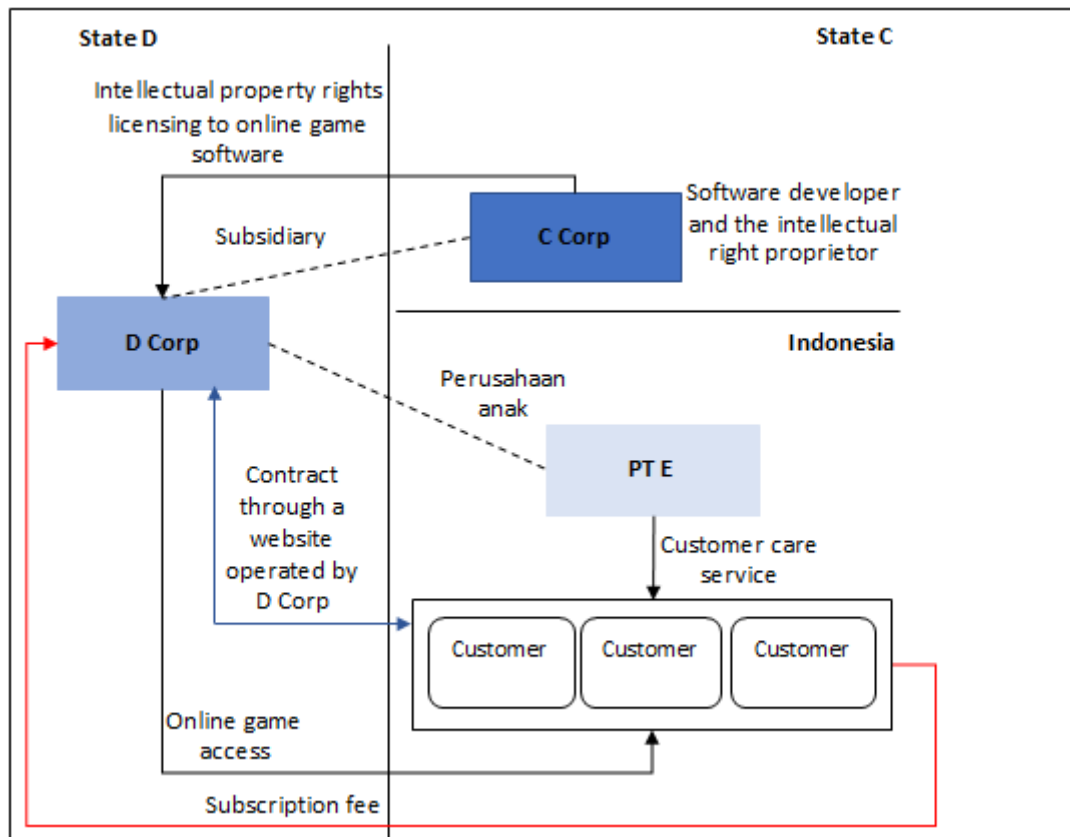 State D
State C
Intellectual property rights
licensing to online game
software
Software developer
and the intellectual
right proprietor
C Corp
Subsidiary
D Corp
Indonesia
Perusahaan
anak
PT E
Contract
through a
website
operated by
D Corp
Customer care
service
Customer
Customer
Customer
Online game
access
Subscription fee